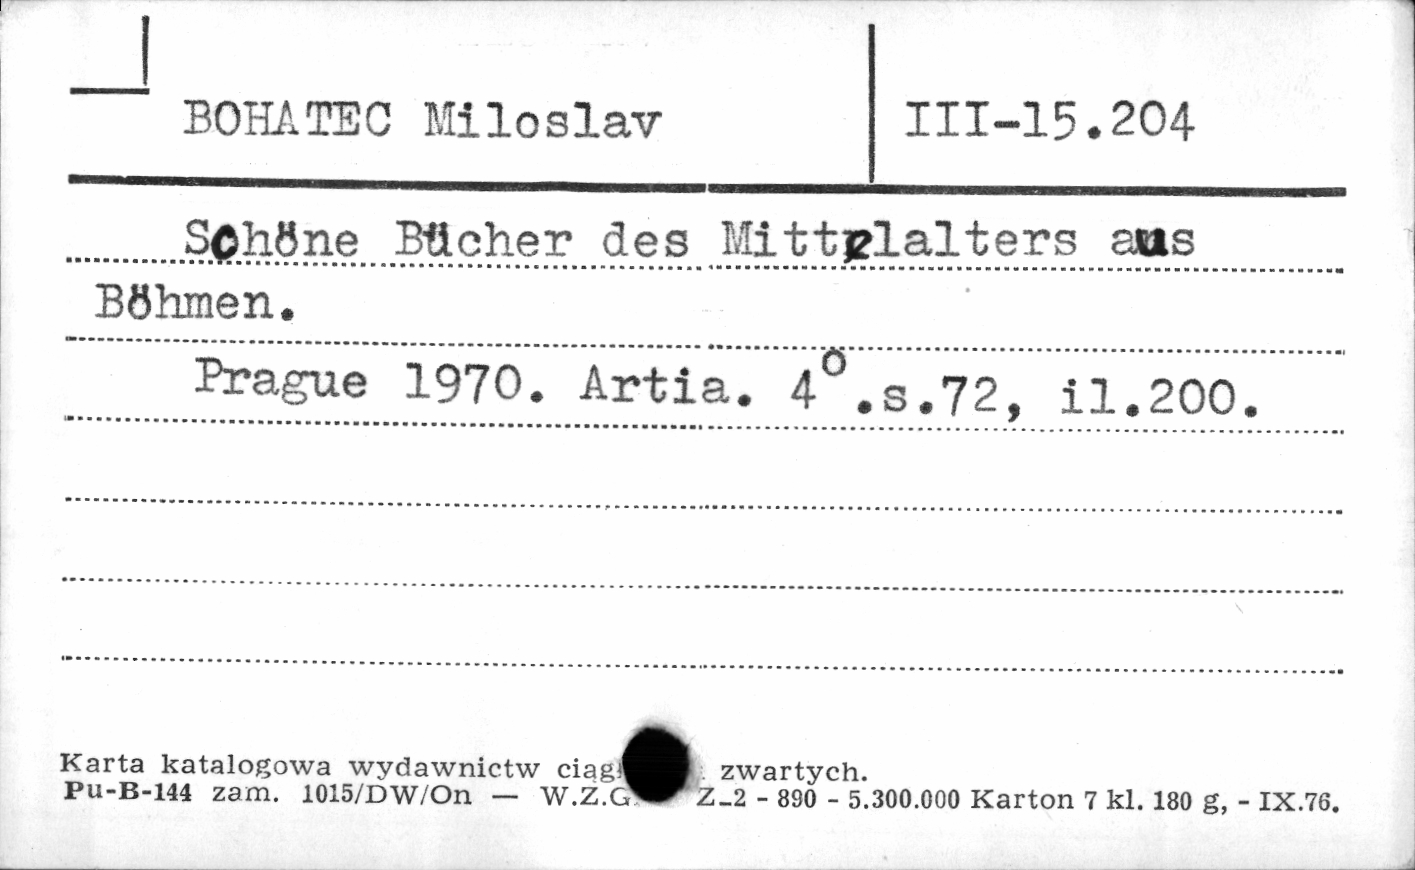 BOHATEC Miloslav III-15.204
Schöne Bücher des Mittelalters aus
Böhmen.
Prague 1970. Artia. 4°.s.72, il.200.
Karta katalogowa wydawnictw zwartych.
Pu-B-144 zam. 1015/DW/On — W.Z.G. Z-2 - 890 - 5.300.000 Karton 7 kl. 180 g, - IX.76.